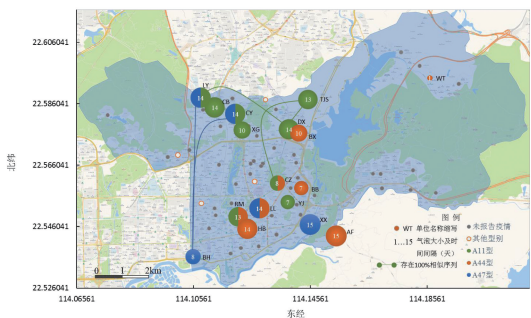 22.606041
22.586041
22.566041
22.546041
22.526041
北纬
114.06561
114.10561
114.14561
114.18561
东经
0 1 2km
WT
LY
14
CB
14
CY
14
XG
10
TJS
13
DX
14
BX
10
CZ
8
BB
7
YJ
7
RM
13
LL
14
HB
14
XX
15
AF
15
BH
8
图 例
WT 单位名称缩写
1…15 气泡大小及时
间间隔（天）
存在100%相似序列
未报告疫情
其他型别
A11型
A44型
A47型